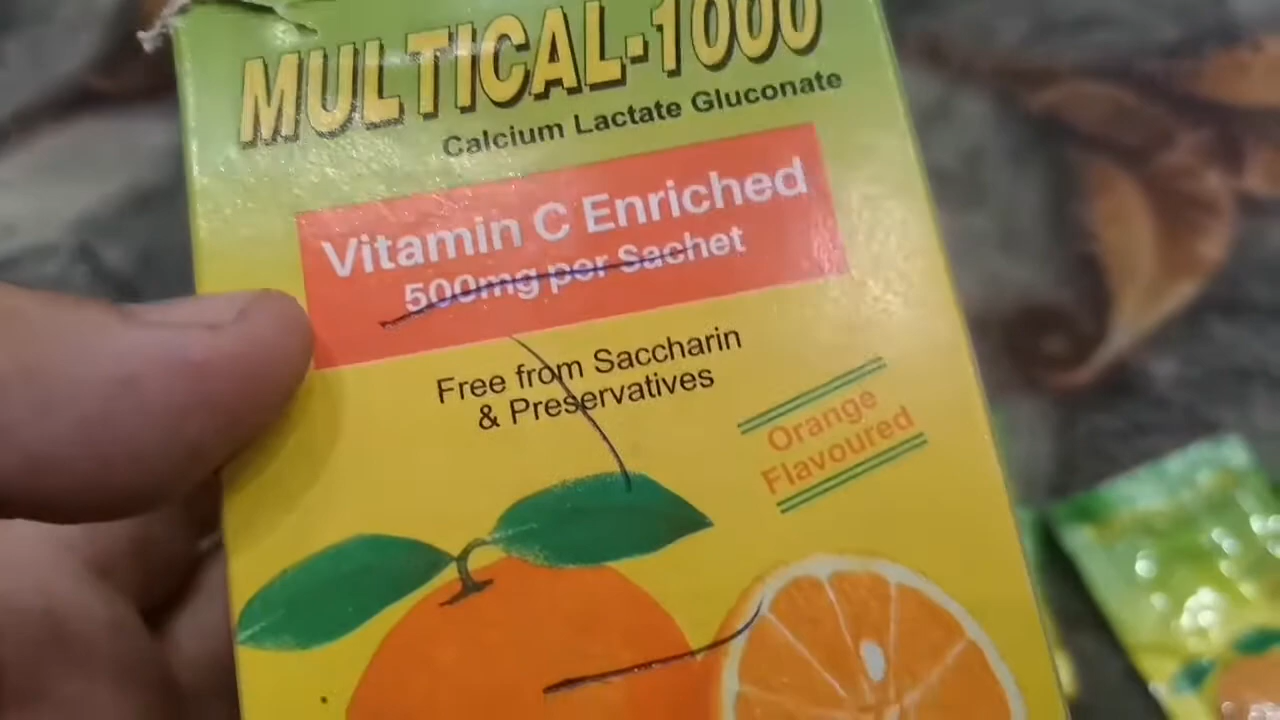 MULTICAL-1000
Calcium Lactate Gluconate
Vitamin C Enriched
500mg per Sachet
Free from Saccharin
& Preservatives
Orange
Flavoured